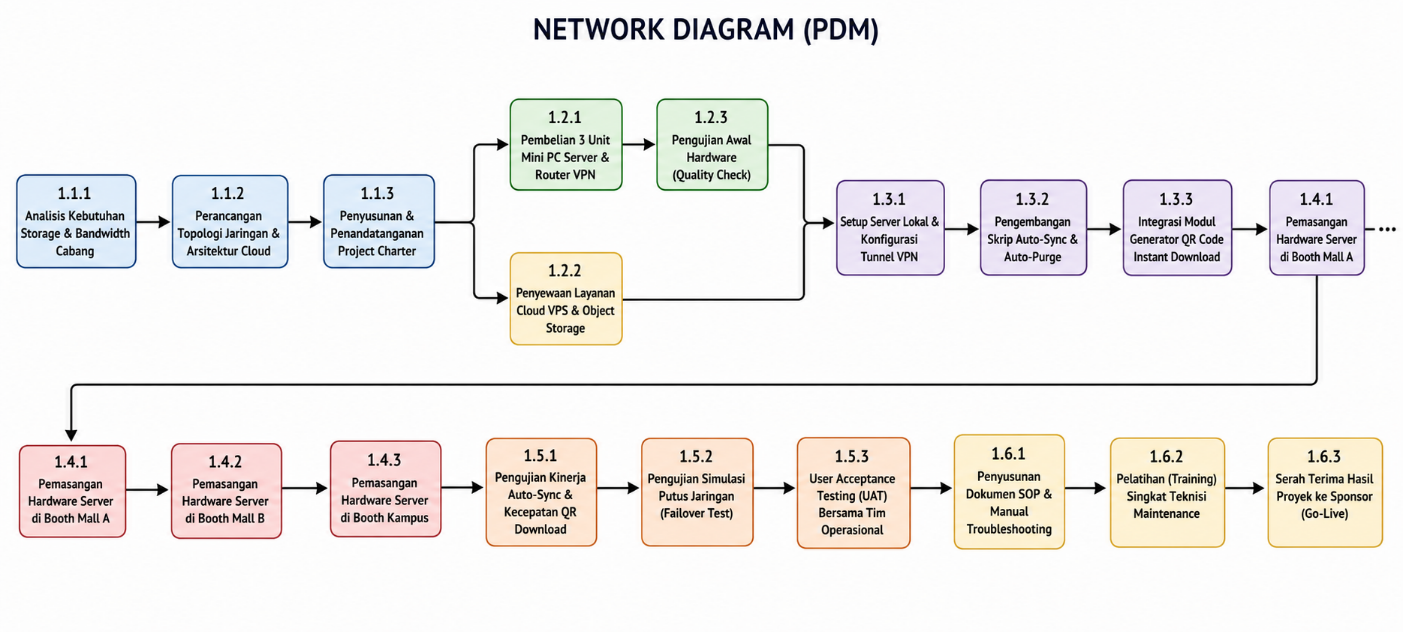 NETWORK DIAGRAM (PDM)
1.2.1
Pembelian 3 Unit
Mini PC Server &
Router VPN
1.2.3
Pengujian Awal
Hardware
(Quality Check)
1.1.1
Analisis Kebutuhan
Storage & Bandwidth
Cabang
1.1.2
Perancangan
Topologi Jaringan &
Arsitektur Cloud
1.1.3
Penyusunan &
Penandatanganan
Project Charter
1.2.2
Penyewaan Layanan
Cloud VPS & Object
Storage
1.3.1
Setup Server Lokal &
Konfigurasi
Tunnel VPN
1.3.2
Pengembangan
Skrip Auto-Sync &
Auto-Purge
1.3.3
Integrasi Modul
Generator QR Code
Instant Download
1.4.1
Pemasangan
Hardware Server
di Booth Mall A
...
1.4.1
Pemasangan
Hardware Server
di Booth Mall A
1.4.2
Pemasangan
Hardware Server
di Booth Mall B
1.4.3
Pemasangan
Hardware Server
di Booth Kampus
1.5.1
Pengujian Kinerja
Auto-Sync &
Kecepatan QR
Download
1.5.2
Pengujian Simulasi
Putus Jaringan
(Failover Test)
1.5.3
User Acceptance
Testing (UAT)
Bersama Tim
Operasional
1.6.1
Penyusunan
Dokumen SOP &
Manual
Troubleshooting
1.6.2
Pelatihan (Training)
Singkat Teknisi
Maintenance
1.6.3
Serah Terima Hasil
Proyek ke Sponsor
(Go-Live)